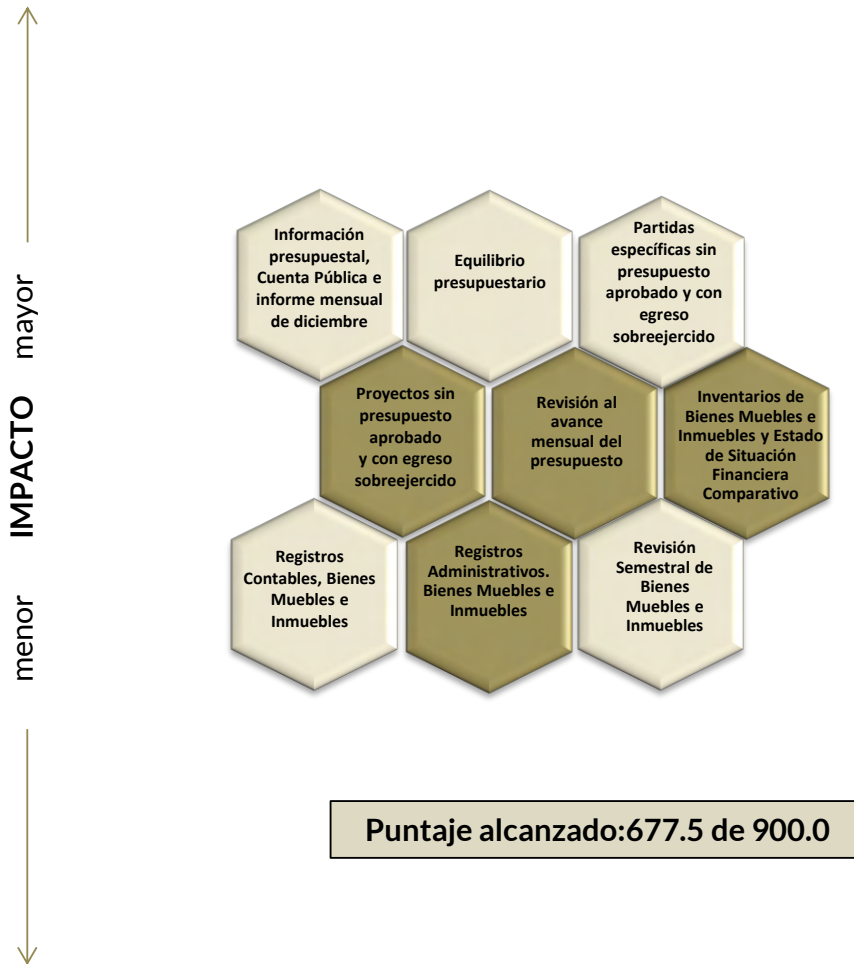 mayor
IMPACTO
menor
Información
presupuestal,
Cuenta Pública e
informe mensual
de diciembre
Equilibrio
presupuestario
Partidas
específicas sin
presupuesto
aprobado y con
egreso
sobreejercido
Proyectos sin
presupuesto
aprobado
y con egreso
sobreejercido
Revisión al
avance
mensual del
presupuesto
Inventarios de
Bienes Muebles e
Inmuebles y Estado
de Situación
Financiera
Comparativo
Registros
Contables, Bienes
Muebles e
Inmuebles
Registros
Administrativos.
Bienes Muebles e
Inmuebles
Revisión
Semestral de
Bienes
Muebles e
Inmuebles
Puntaje alcanzado:677.5 de 900.0